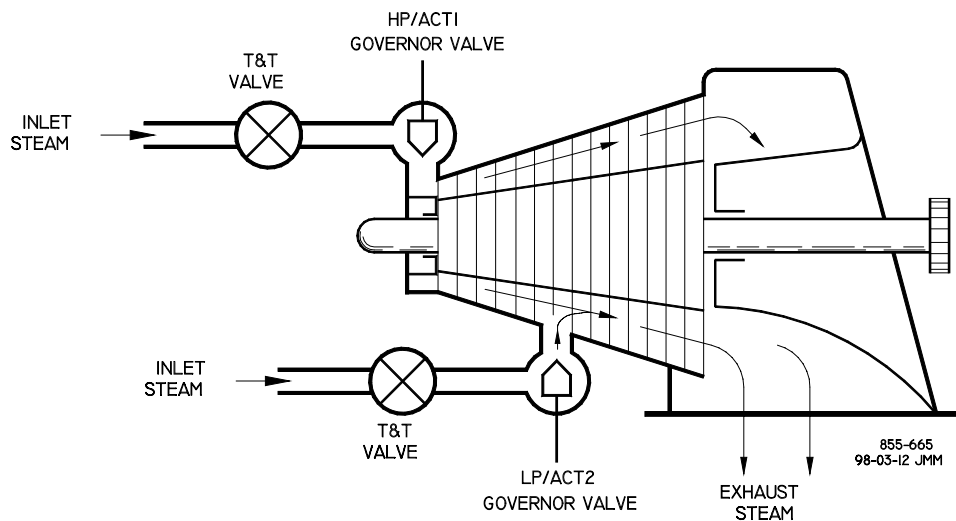 HP/ACT1
GOVERNOR VALVE
T&T
VALVE
INLET
STEAM
INLET
STEAM
T&T
VALVE
LP/ACT2
GOVERNOR VALVE
855-665
98-03-12 JMM
EXHAUST
STEAM